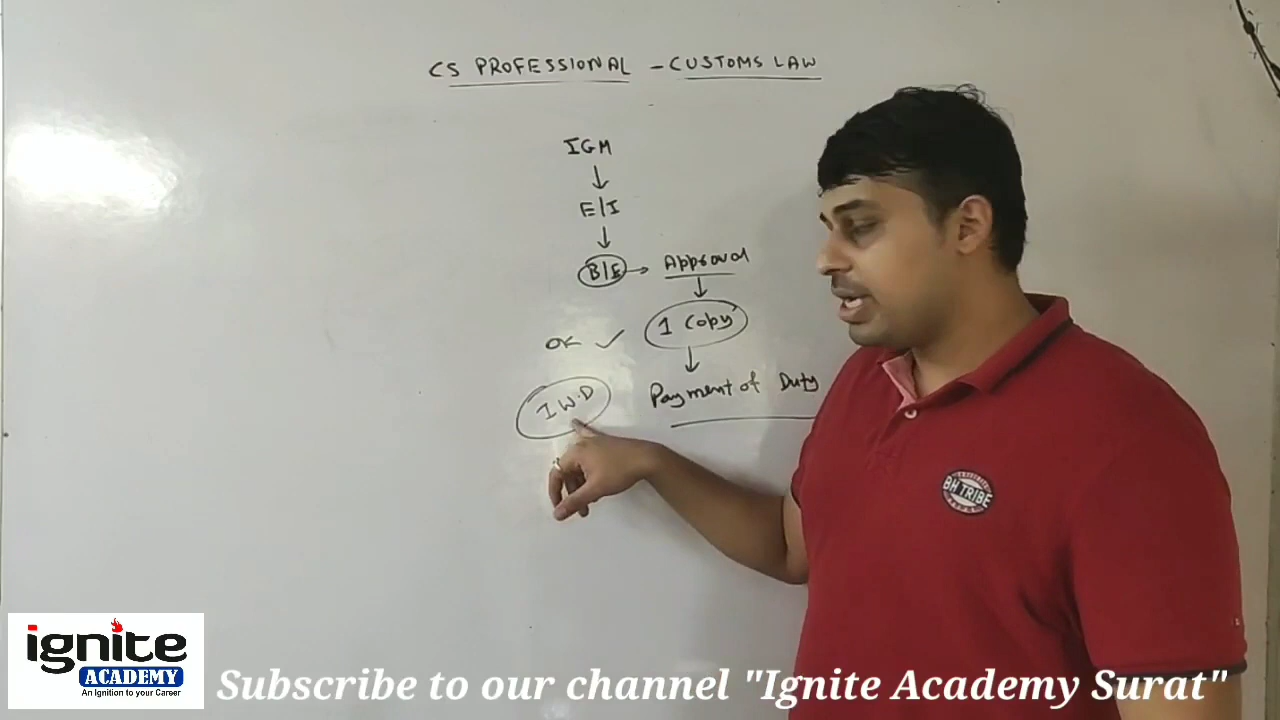 CS PROFESSIONAL - CUSTOMS LAW
IGM
E/I
B/E Approval
1 Copy
OK
Payment of Duty
I W.D
BH TRIBE
ignite
ACADEMY
An Ignition to your Career
Subscribe to our channel "Ignite Academy Surat"